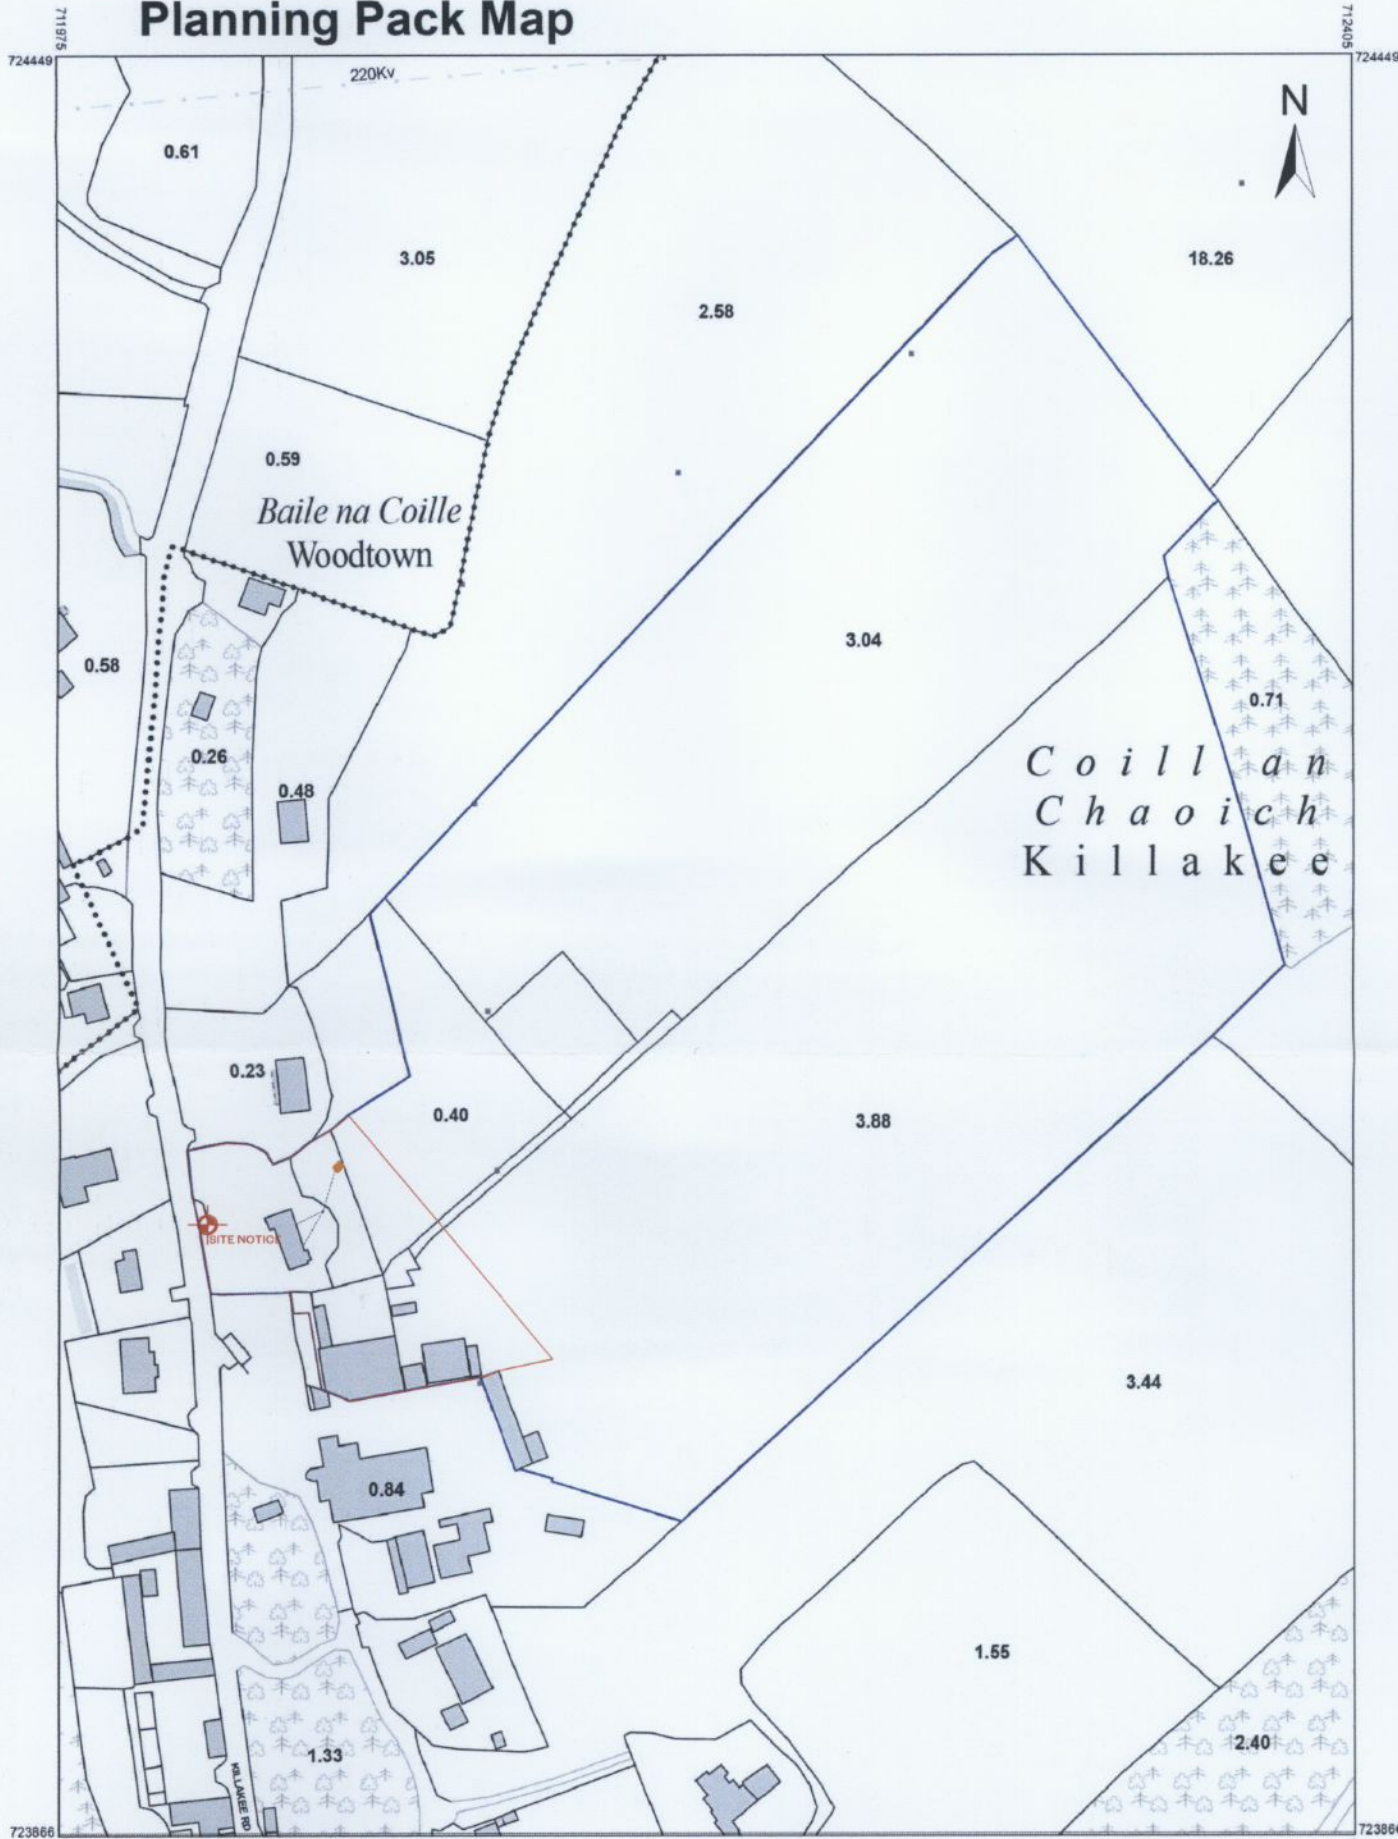 Planning Pack Map
711975
712405
724449
724449
220Kv
N
0.61
3.05
18.26
2.58
0.59
Baile na Coille
Woodtown
3.04
0.58
0.71
0.26
Coill an
0.48
Chaoich
Killakee
0.23
0.40
3.88
SITE NOTICE
3.44
0.84
1.55
2.40
1.33
KILLAKEE RD
723866
723866